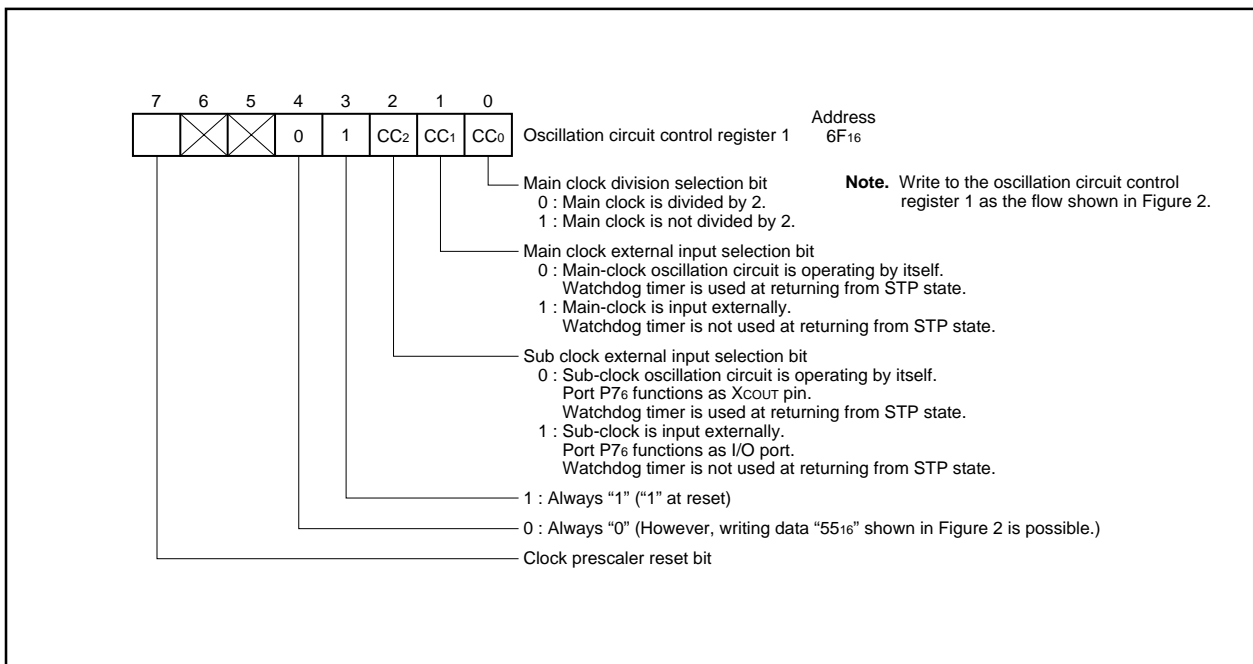 7 6 5 4 3 2 1 0
Address
0 1 CC2 CC1 CC0 Oscillation circuit control register 1 6F16
Main clock division selection bit
0 : Main clock is divided by 2.
1 : Main clock is not divided by 2.
Note. Write to the oscillation circuit control
register 1 as the flow shown in Figure 2.
Main clock external input selection bit
0 : Main-clock oscillation circuit is operating by itself.
Watchdog timer is used at returning from STP state.
1 : Main-clock is input externally.
Watchdog timer is not used at returning from STP state.
Sub clock external input selection bit
0 : Sub-clock oscillation circuit is operating by itself.
Port P76 functions as XCOUT pin.
Watchdog timer is used at returning from STP state.
1 : Sub-clock is input externally.
Port P76 functions as I/O port.
Watchdog timer is not used at returning from STP state.
1 : Always “1” (“1” at reset)
0 : Always “0” (However, writing data “5516” shown in Figure 2 is possible.)
Clock prescaler reset bit